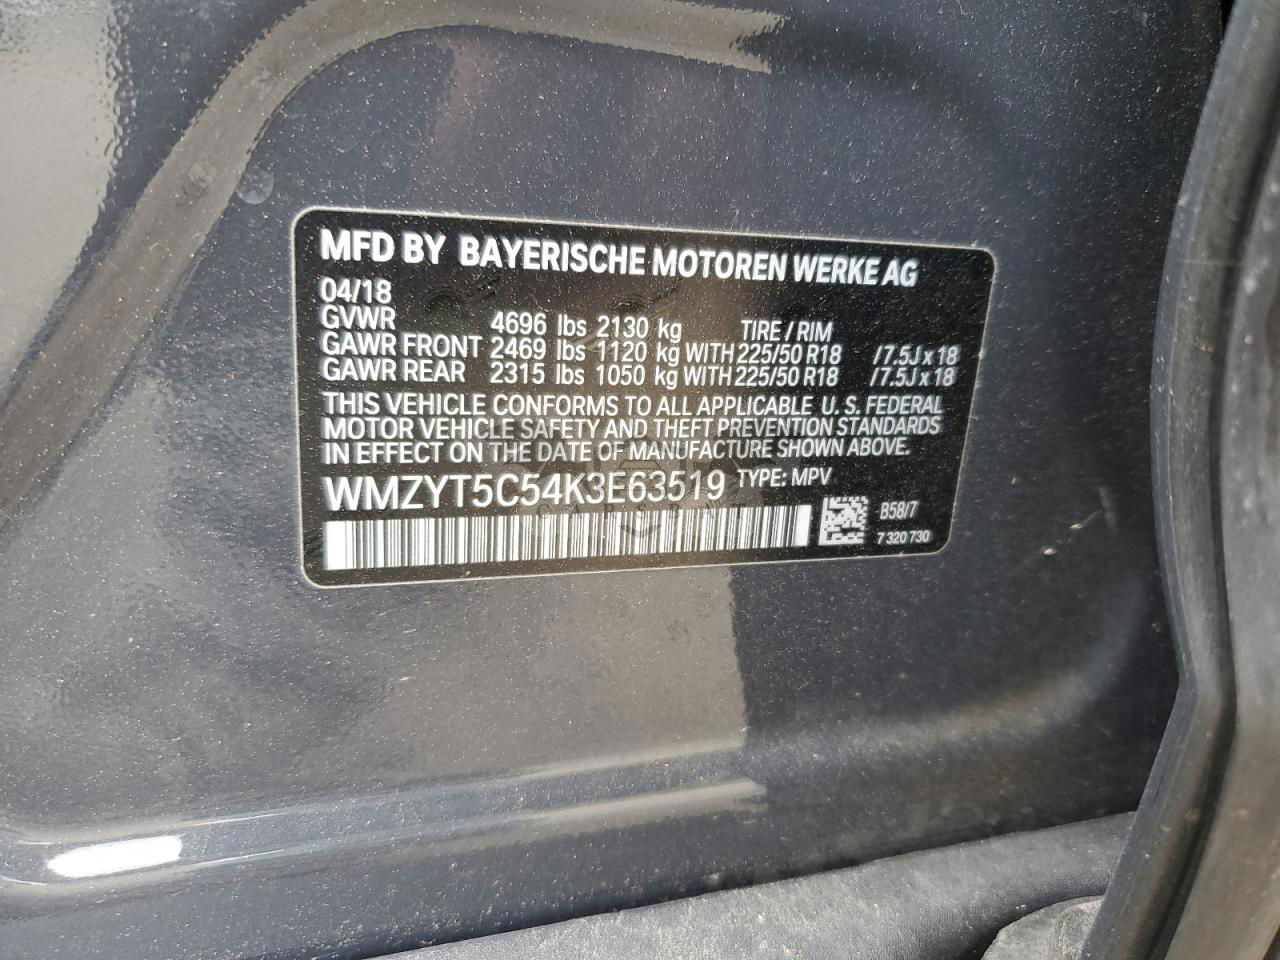 MFD BY BAYERISCHE MOTOREN WERKE AG
04/18
GVWR 4696 lbs 2130 kg TIRE / RIM
GAWR FRONT 2469 lbs 1120 kg WITH 225/50 R18 /7.5J x 18
GAWR REAR 2315 lbs 1050 kg WITH 225/50 R18 /7.5J x 18
THIS VEHICLE CONFORMS TO ALL APPLICABLE U. S. FEDERAL
MOTOR VEHICLE SAFETY AND THEFT PREVENTION STANDARDS
IN EFFECT ON THE DATE OF MANUFACTURE SHOWN ABOVE.
WMZYT5C54K3E63519 TYPE: MPV
B58/7
7 320 730